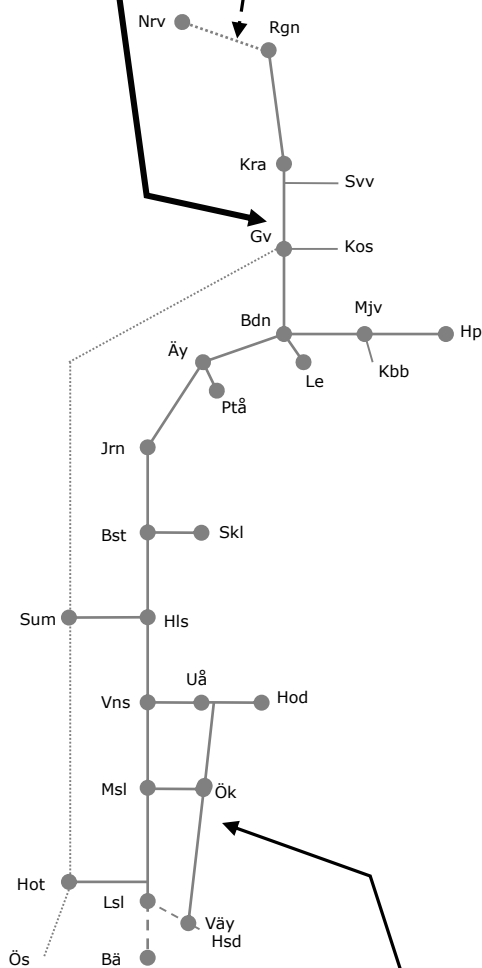 Nrv
Rgn
Kra
Svv
Gv
Kos
Bdn
Mjv
Hp
Äy
Le
Kbb
Ptå
Jrn
Bst
Skl
Sum
Hls
Uå
Vns
Hod
Msl
Ök
Hot
Lsl
Väy
Hsd
Ös
Bä